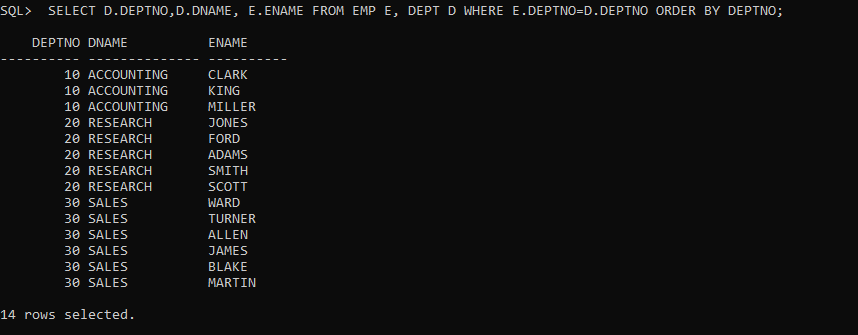 SQL>  SELECT D.DEPTNO,D.DNAME, E.ENAME FROM EMP E, DEPT D WHERE E.DEPTNO=D.DEPTNO ORDER BY DEPTNO;
    DEPTNO DNAME          ENAME
---------- -------------- ----------
        10 ACCOUNTING     CLARK
        10 ACCOUNTING     KING
        10 ACCOUNTING     MILLER
        20 RESEARCH       JONES
        20 RESEARCH       FORD
        20 RESEARCH       ADAMS
        20 RESEARCH       SMITH
        20 RESEARCH       SCOTT
        30 SALES          WARD
        30 SALES          TURNER
        30 SALES          ALLEN
        30 SALES          JAMES
        30 SALES          BLAKE
        30 SALES          MARTIN
14 rows selected.